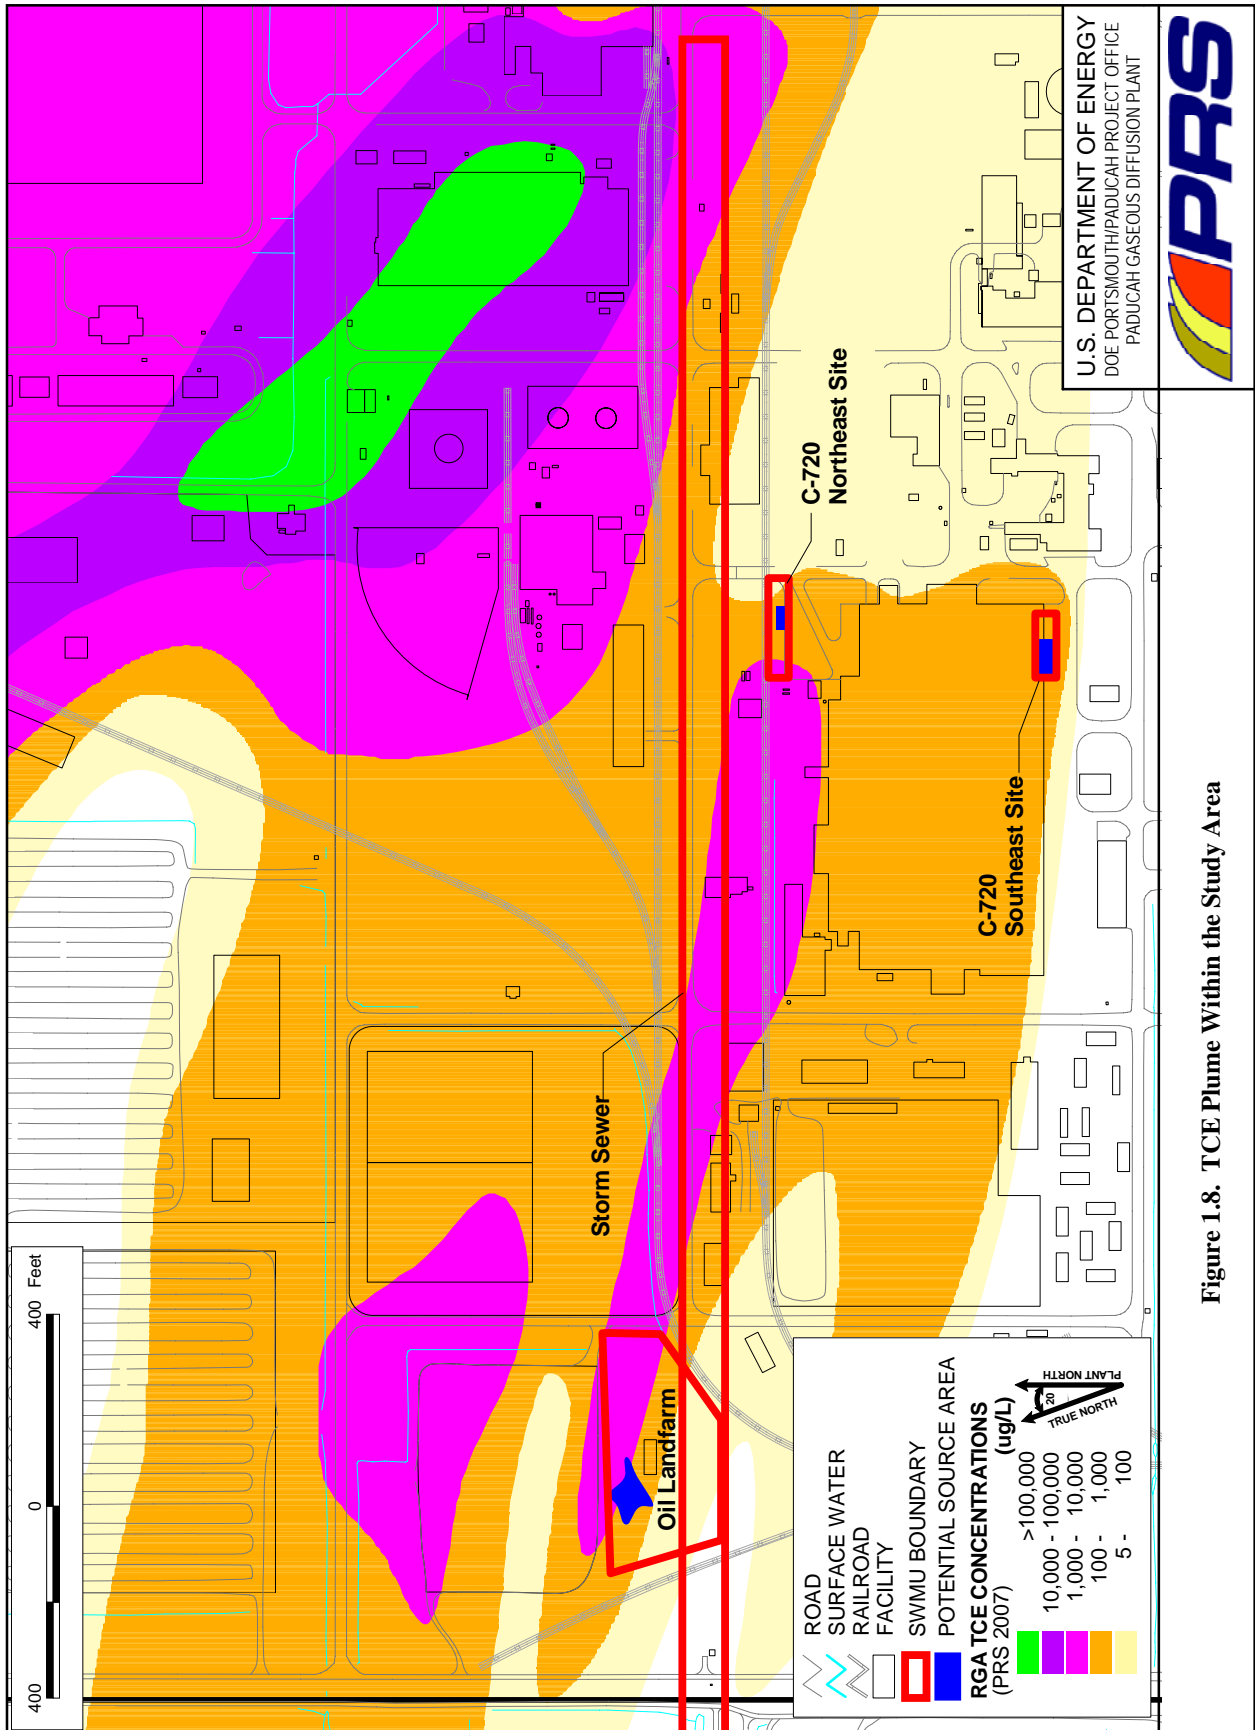 400 0 400 Feet
Oil Landfarm
Storm Sewer
C-720
Northeast Site
C-720
Southeast Site
ROAD
SURFACE WATER
RAILROAD
FACILITY
SWMU BOUNDARY
POTENTIAL SOURCE AREA
RGA TCE CONCENTRATIONS
(PRS 2007) (ug/L)
>100,000
10,000 - 100,000
1,000 - 10,000
100 - 1,000
5 - 100
TRUE NORTH
20
PLANT NORTH
U.S. DEPARTMENT OF ENERGY
DOE PORTSMOUTH/PADUCAH PROJECT OFFICE
PADUCAH GASEOUS DIFFUSION PLANT
PRS
Figure 1.8. TCE Plume Within the Study Area